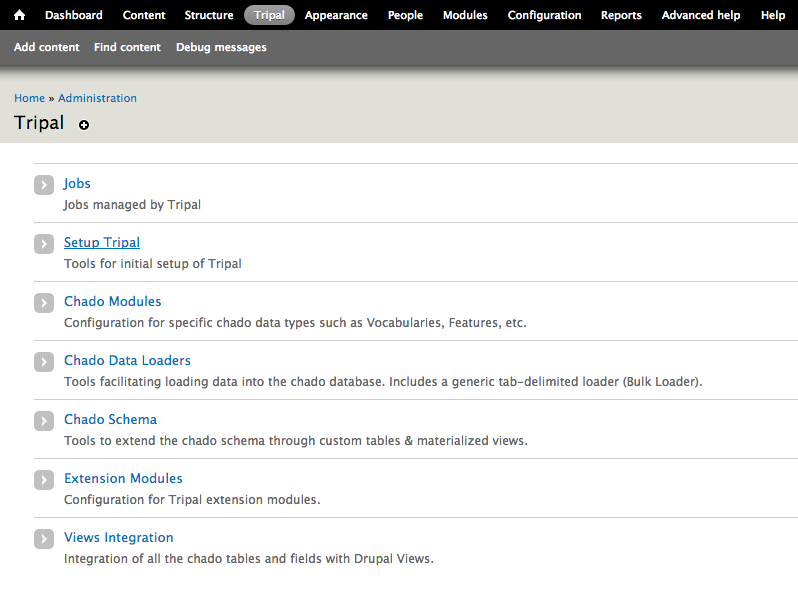 Dashboard Content Structure Tripal Appearance People Modules Configuration Reports Advanced help Help
Add content Find content Debug messages
Home » Administration
Tripal
Jobs
Jobs managed by Tripal
Setup Tripal
Tools for initial setup of Tripal
Chado Modules
Configuration for specific chado data types such as Vocabularies, Features, etc.
Chado Data Loaders
Tools facilitating loading data into the chado database. Includes a generic tab-delimited loader (Bulk Loader).
Chado Schema
Tools to extend the chado schema through custom tables & materialized views.
Extension Modules
Configuration for Tripal extension modules.
Views Integration
Integration of all the chado tables and fields with Drupal Views.